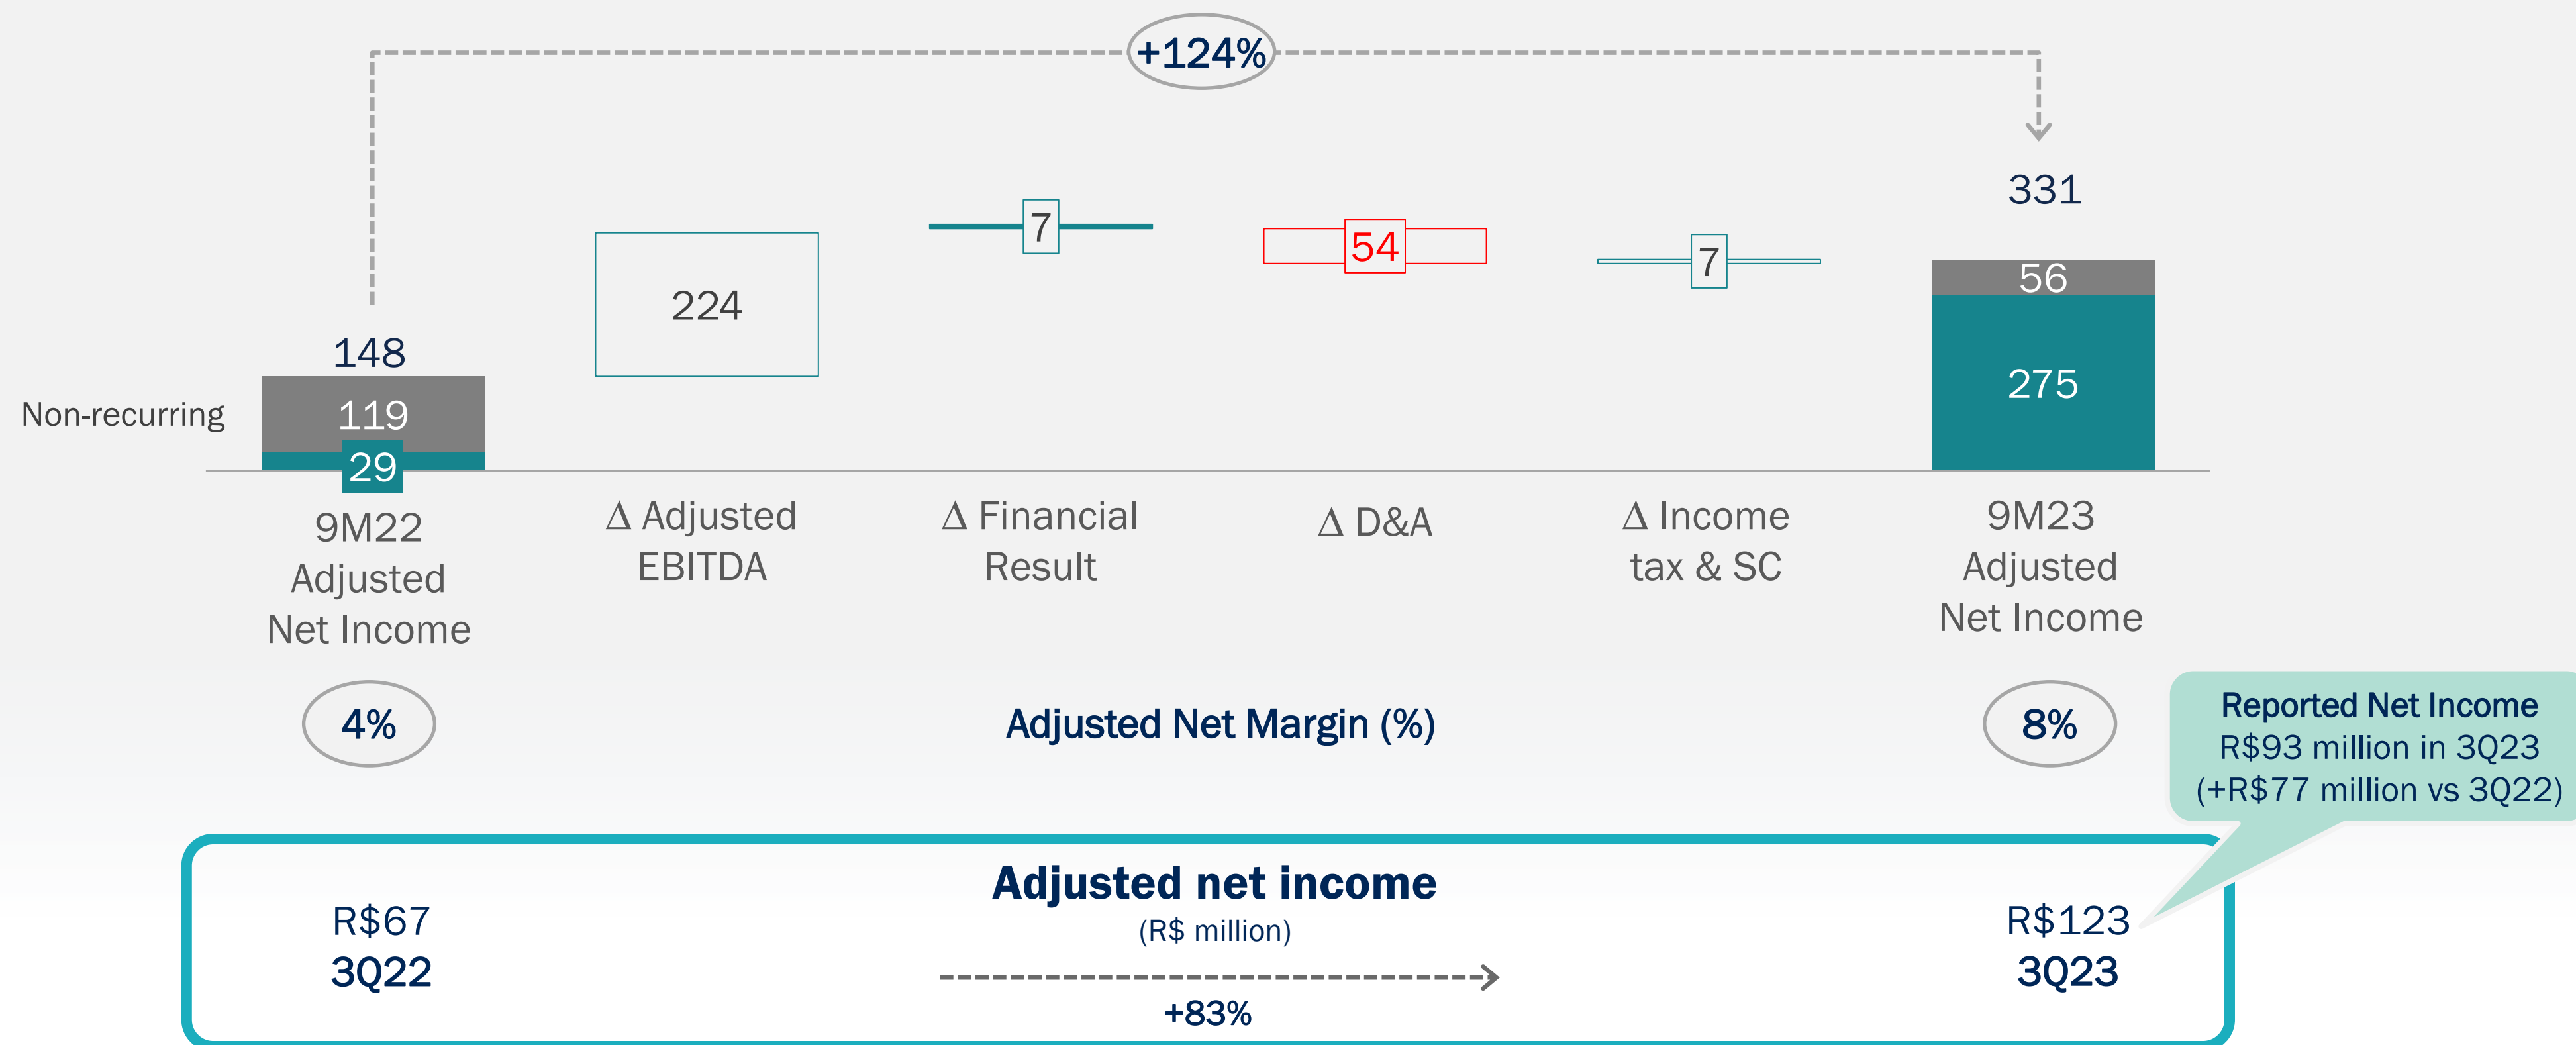 +124%
331
7
54
7
56
224
148
275
Non-recurring
119
29
9M22
Adjusted
Net Income
Δ Adjusted
EBITDA
Δ Financial
Result
Δ D&A
Δ Income
tax & SC
9M23
Adjusted
Net Income
4%
Adjusted Net Margin (%)
8%
Reported Net Income
R$93 million in 3Q23
(+R$77 million vs 3Q22)
Adjusted net income
(R$ million)
R$67
3Q22
+83%
R$123
3Q23